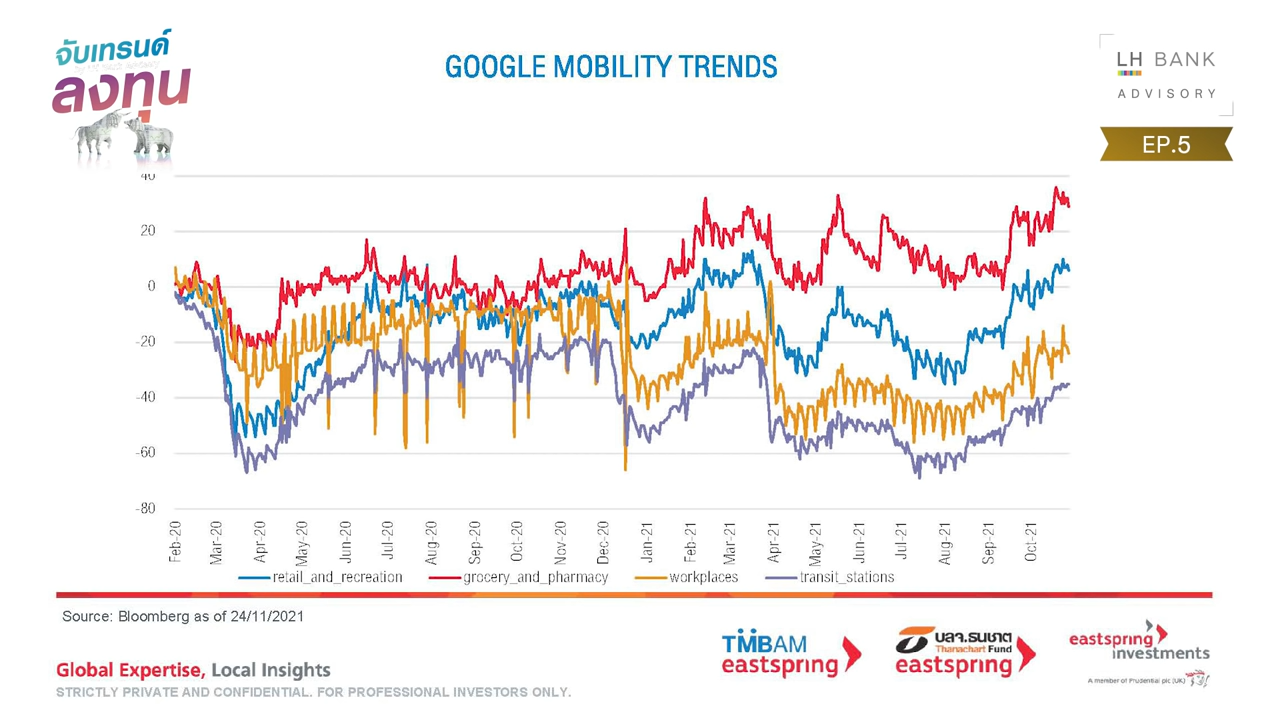 จับเทรนด์
ลงทุน
GOOGLE MOBILITY TRENDS
LH BANK
ADVISORY
EP.5
40
20
0
-20
-40
-60
-80
Feb-20 Mar-20 Apr-20 May-20 Jun-20 Jul-20 Aug-20 Sep-20 Oct-20 Nov-20 Dec-20 Jan-21 Feb-21 Mar-21 Apr-21 May-21 Jun-21 Jul-21 Aug-21 Sep-21 Oct-21
retail_and_recreation grocery_and_pharmacy workplaces transit_stations
Source: Bloomberg as of 24/11/2021
TMBAM
eastspring
บลจ.ธนชาต
Thanachart Fund
eastspring
eastspring
investments
A member of Prudential plc (UK)
Global Expertise, Local Insights
STRICTLY PRIVATE AND CONFIDENTIAL. FOR PROFESSIONAL INVESTORS ONLY.